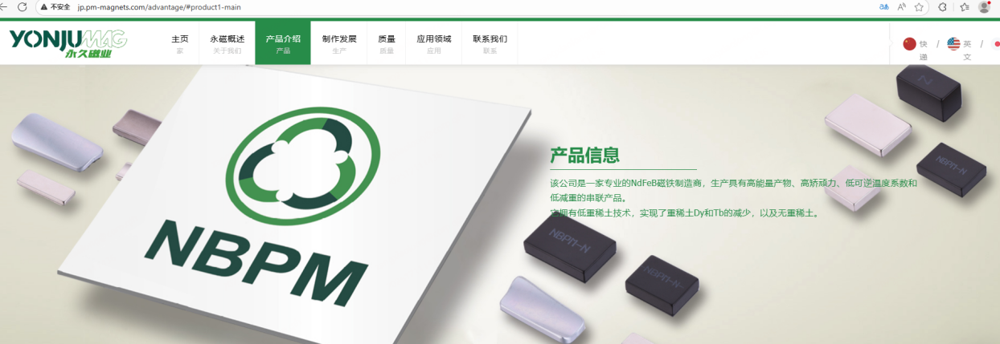 不安全 jp.pm-magnets.com/advantage/#product1-main
YONJUMAG
永久磁业
主页
家
永磁概述
关于我们
产品介绍
产品
制作发展
生产
质量
质量
应用领域
应用
联系我们
联系
快递
/
英文
/
N
NBPM-N
产品信息
该公司是一家专业的NdFeB磁铁制造商，生产具有高能量产物、高矫顽力、低可逆温度系数和
低减重的串联产品。
它拥有低重稀土技术，实现了重稀土Dy和Tb的减少，以及无重稀土。
NBPM
NBPM-N
NBPM-N